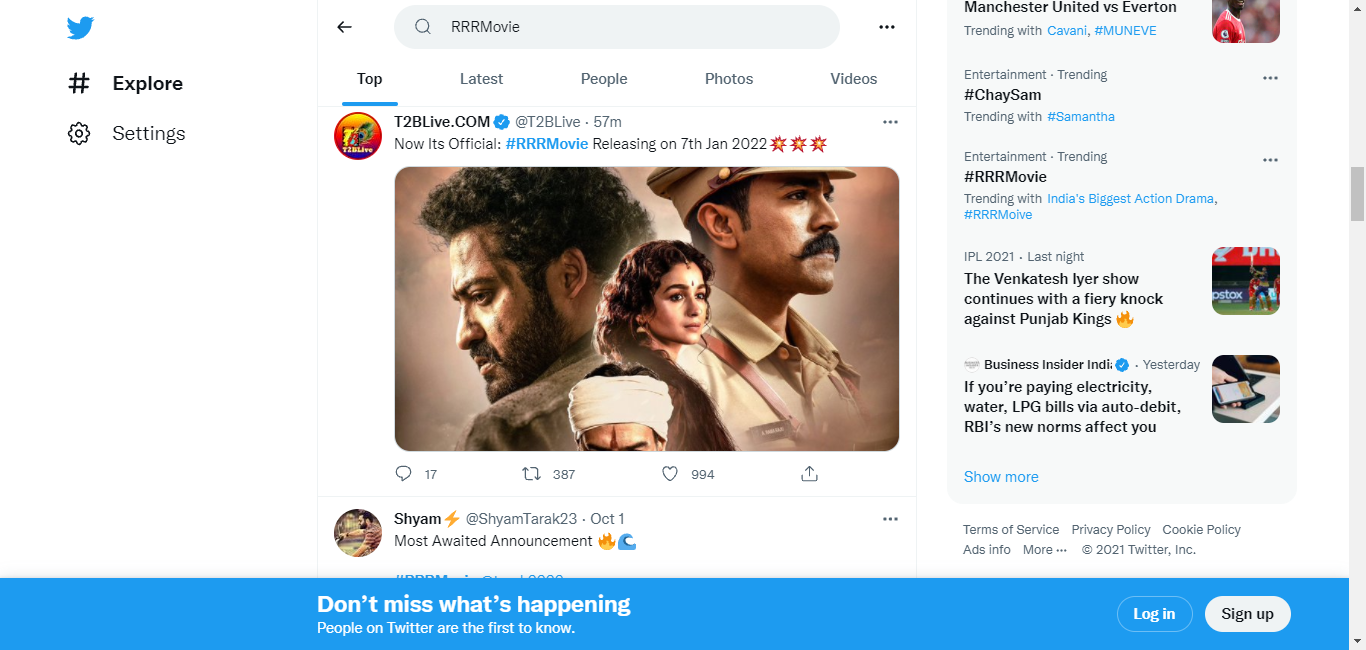 Explore
Settings
RRRMovie
Top
Latest
People
Photos
Videos
T2BLive.COM @T2BLive · 57m
Now Its Official: #RRRMovie Releasing on 7th Jan 2022💥💥💥
T2BLive
17
387
994
Shyam⚡ @ShyamTarak23 · Oct 1
Most Awaited Announcement 🔥🌊
Manchester United vs Everton
Trending with Cavani, #MUNEVE
Entertainment · Trending
#ChaySam
Trending with #Samantha
Entertainment · Trending
#RRRMovie
Trending with India's Biggest Action Drama,
#RRRMoive
IPL 2021 · Last night
The Venkatesh Iyer show
continues with a fiery knock
against Punjab Kings 🔥
Business Insider Indi · Yesterday
If you’re paying electricity,
water, LPG bills via auto-debit,
RBI’s new norms affect you
Show more
Terms of Service Privacy Policy Cookie Policy
Ads info More ··· © 2021 Twitter, Inc.
Don’t miss what’s happening
People on Twitter are the first to know.
Log in
Sign up